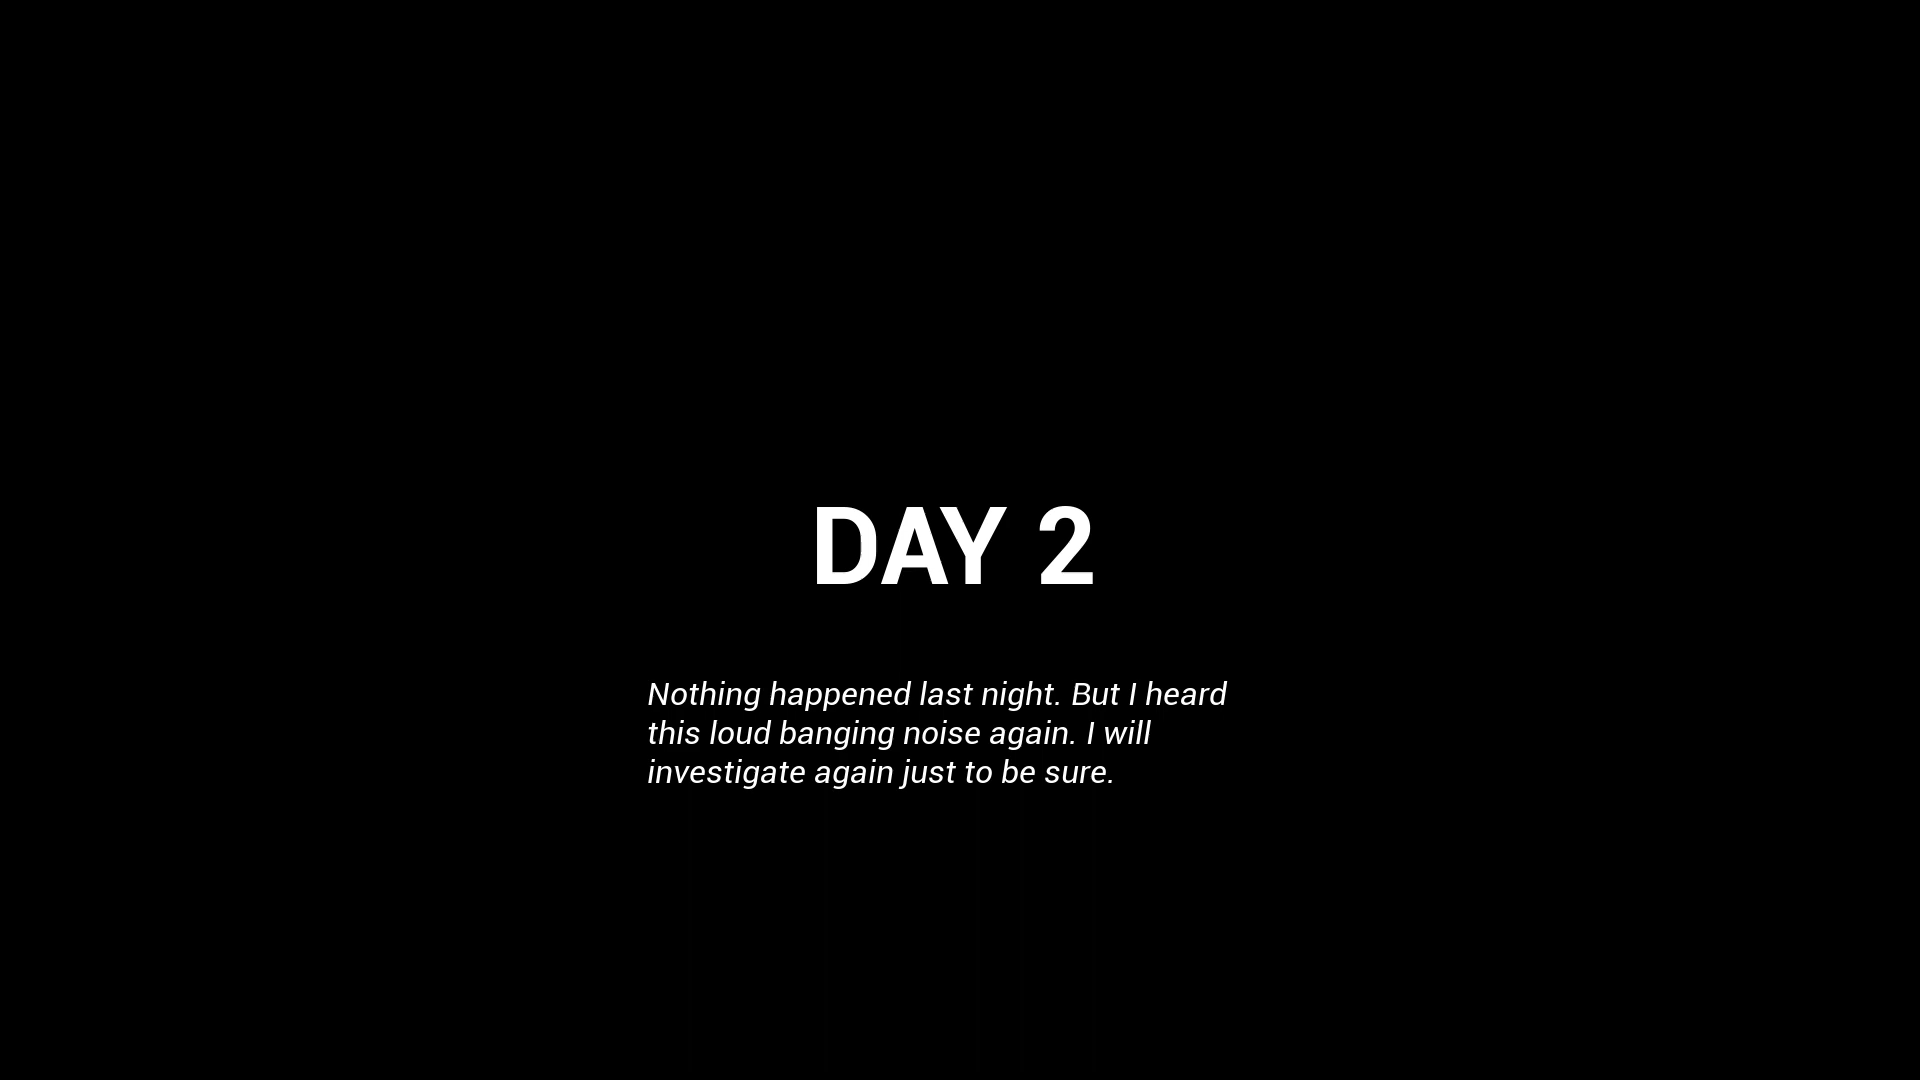 DAY 2
Nothing happened last night. But I heard
this loud banging noise again. I will
investigate again just to be sure.